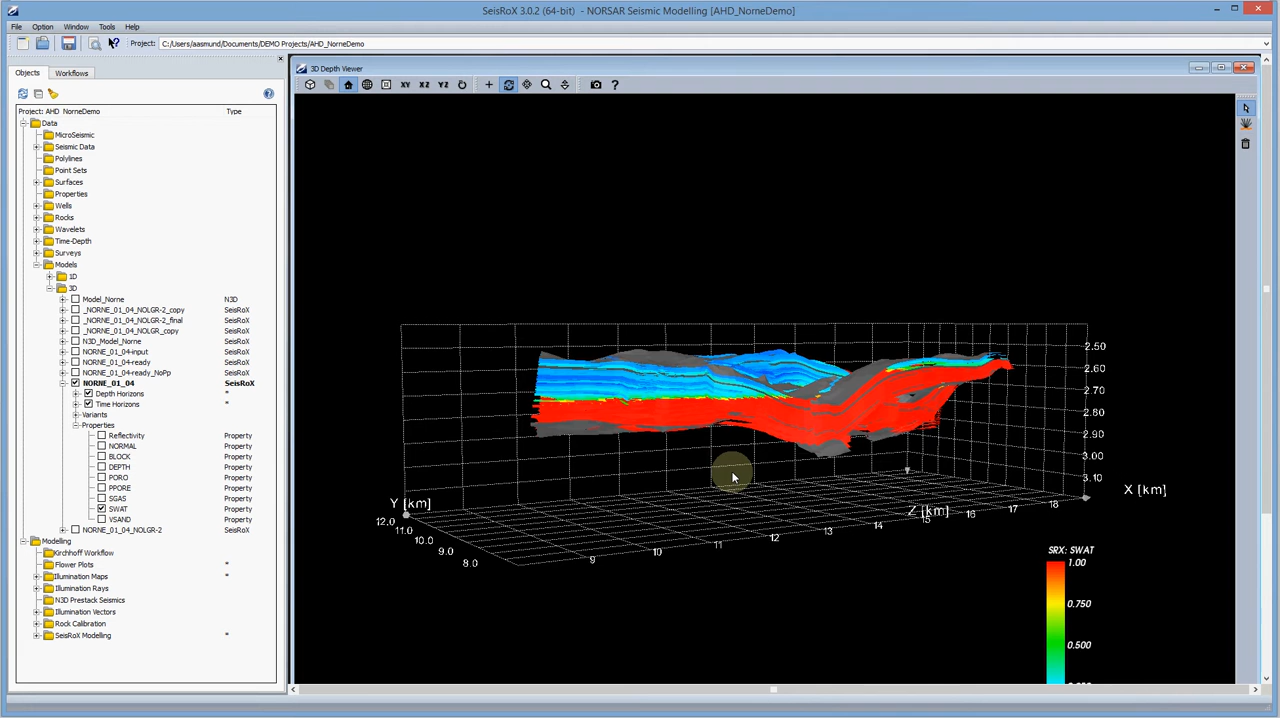 SeisRoX 3.0.2 (64-bit) - NORSAR Seismic Modelling [AHD_NorneDemo]
File Option Window Tools Help
Project: C:/Users/aasmund/Documents/DEMO Projects/AHD_NorneDemo
Objects Workflows
Project: AHD_NorneDemo Type
Data
MicroSeismic
Seismic Data
Polylines
Point Sets
Surfaces
Properties
Wells
Rocks
Wavelets
Time-Depth
Surveys
Models
1D
3D
Model_Norne N3D
_NORNE_01_04_NOLGR-2_copy SeisRoX
_NORNE_01_04_NOLGR-2_final SeisRoX
_NORNE_01_04_NOLGR_copy SeisRoX
N3D_Model_Norne SeisRoX
NORNE_01_04-input SeisRoX
NORNE_01_04-ready SeisRoX
NORNE_01_04-ready_NoPp SeisRoX
NORNE_01_04 SeisRoX
Depth Horizons *
Time Horizons *
Variants
Properties
Reflectivity Property
NORMAL Property
BLOCK Property
DEPTH Property
PORO Property
PPORE Property
SGAS Property
SWAT Property
VSAND Property
NORNE_01_04_NOLGR-2 SeisRoX
Modelling
Kirchhoff Workflow
Flower Plots *
Illumination Maps *
Illumination Rays
N3D Prestack Seismics
Illumination Vectors
Rock Calibration
SeisRoX Modelling *
3D Depth Viewer
XY XZ YZ
2.50
2.60
2.70
2.80
2.90
3.00
3.10
Y [km]
12.0
11.0
10.0
9.0
8.0
9 10 11 12 13 14 15 16 17 18
Z [km]
X [km]
SRX: SWAT
1.00
0.750
0.500